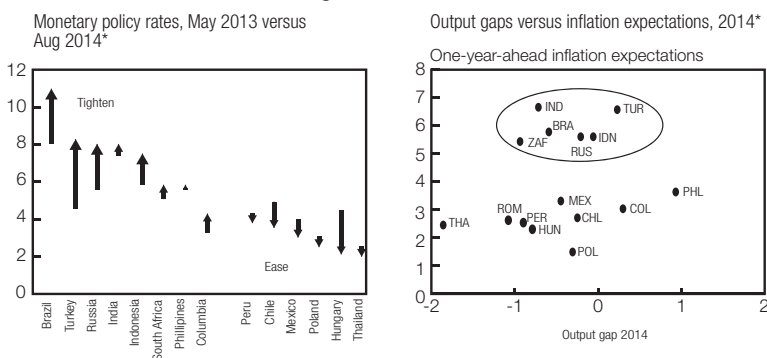 Monetary policy rates, May 2013 versus
Aug 2014*
12
10
8
6
4
2
0
Tighten
Ease
Brazil
Turkey
Russia
India
Indonesia
South Africa
Phillipines
Columbia
Peru
Chile
Mexico
Poland
Hungary
Thailand
Output gaps versus inflation expectations, 2014*
One-year-ahead inflation expectations
8
7
6
5
4
3
2
1
0
IND
TUR
BRA
ZAF
IDN
RUS
PHL
MEX
COL
ROM
PER
CHL
THA
HUN
POL
-2
-1
0
1
2
Output gap 2014